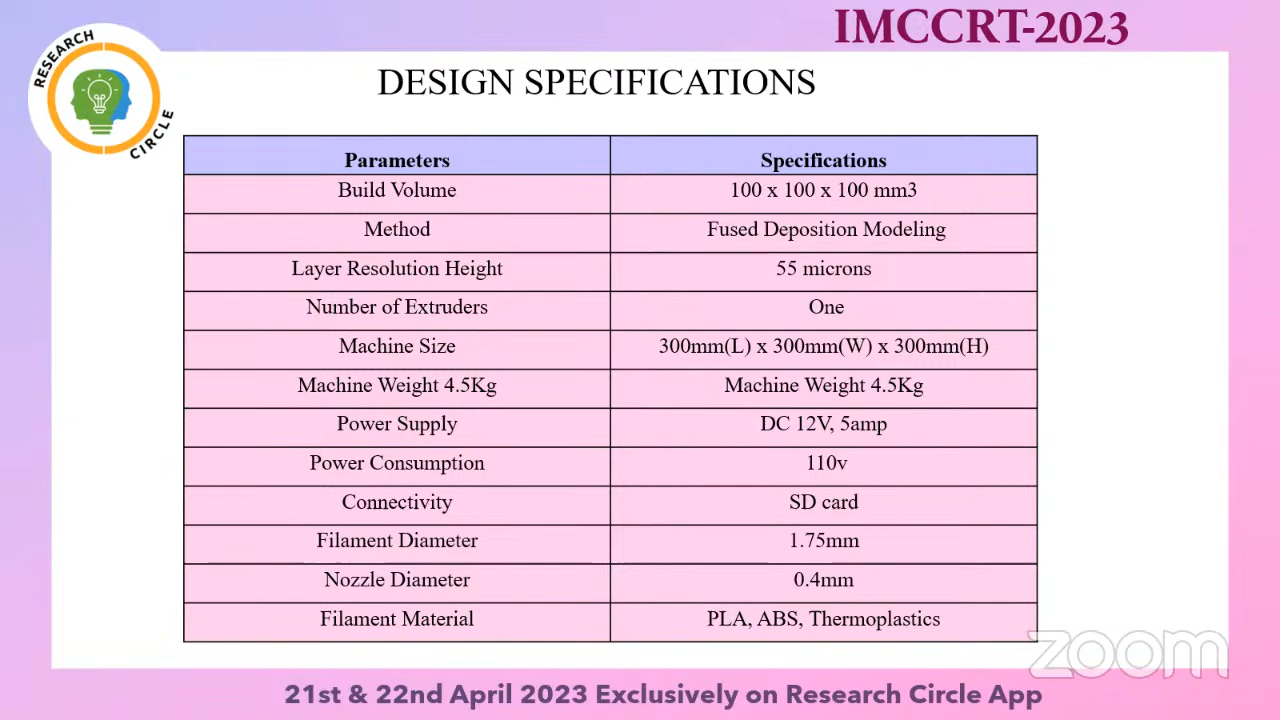 IMCCRT-2023
RESEARCH
CIRCLE
DESIGN SPECIFICATIONS
Parameters Specifications
Build Volume 100 x 100 x 100 mm3
Method Fused Deposition Modeling
Layer Resolution Height 55 microns
Number of Extruders One
Machine Size 300mm(L) x 300mm(W) x 300mm(H)
Machine Weight 4.5Kg Machine Weight 4.5Kg
Power Supply DC 12V, 5amp
Power Consumption 110v
Connectivity SD card
Filament Diameter 1.75mm
Nozzle Diameter 0.4mm
Filament Material PLA, ABS, Thermoplastics
zoom
21st & 22nd April 2023 Exclusively on Research Circle App